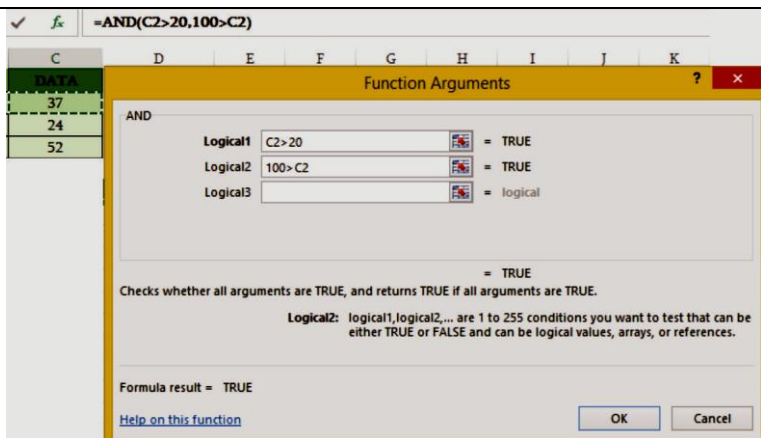 fx =AND(C2>20,100>C2)
C D E F G H I J K
DATA
37
24
52
Function Arguments ? ×
AND
Logical1 C2>20 = TRUE
Logical2 100>C2 = TRUE
Logical3 = logical
= TRUE
Checks whether all arguments are TRUE, and returns TRUE if all arguments are TRUE.
Logical2: logical1,logical2,... are 1 to 255 conditions you want to test that can be
either TRUE or FALSE and can be logical values, arrays, or references.
Formula result = TRUE
Help on this function OK Cancel